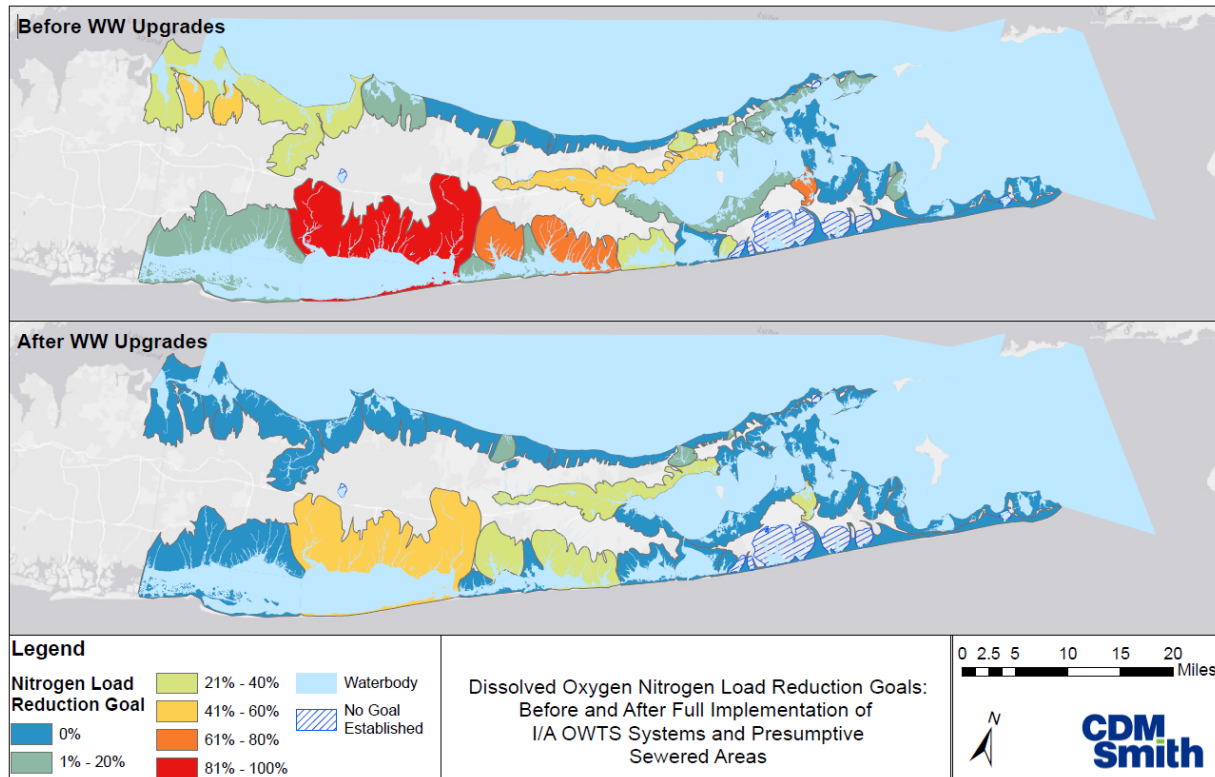 Before WW Upgrades
After WW Upgrades
Legend
Nitrogen Load
Reduction Goal
0%
1% - 20%
21% - 40%
41% - 60%
61% - 80%
81% - 100%
Waterbody
No Goal
Established
Dissolved Oxygen Nitrogen Load Reduction Goals:
Before and After Full Implementation of
I/A OWTS Systems and Presumptive
Sewered Areas
0 2.5 5 10 15 20
Miles
N
CDM
Smith